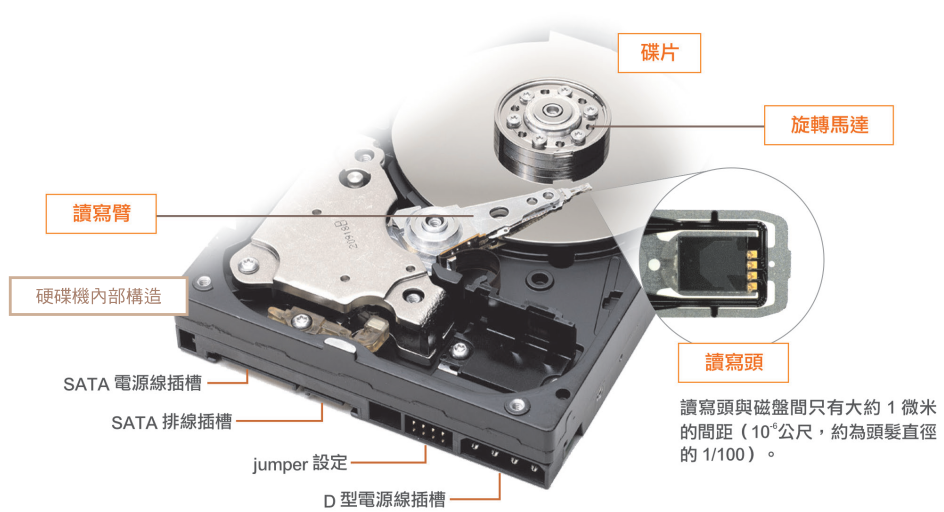 碟片
旋轉馬達
讀寫臂
硬碟機內部構造
讀寫頭
SATA 電源線插槽
SATA 排線插槽
jumper 設定
D 型電源線插槽
讀寫頭與磁盤間只有大約 1 微米
的間距（10⁻⁶公尺，約為頭髮直徑
的 1/100）。